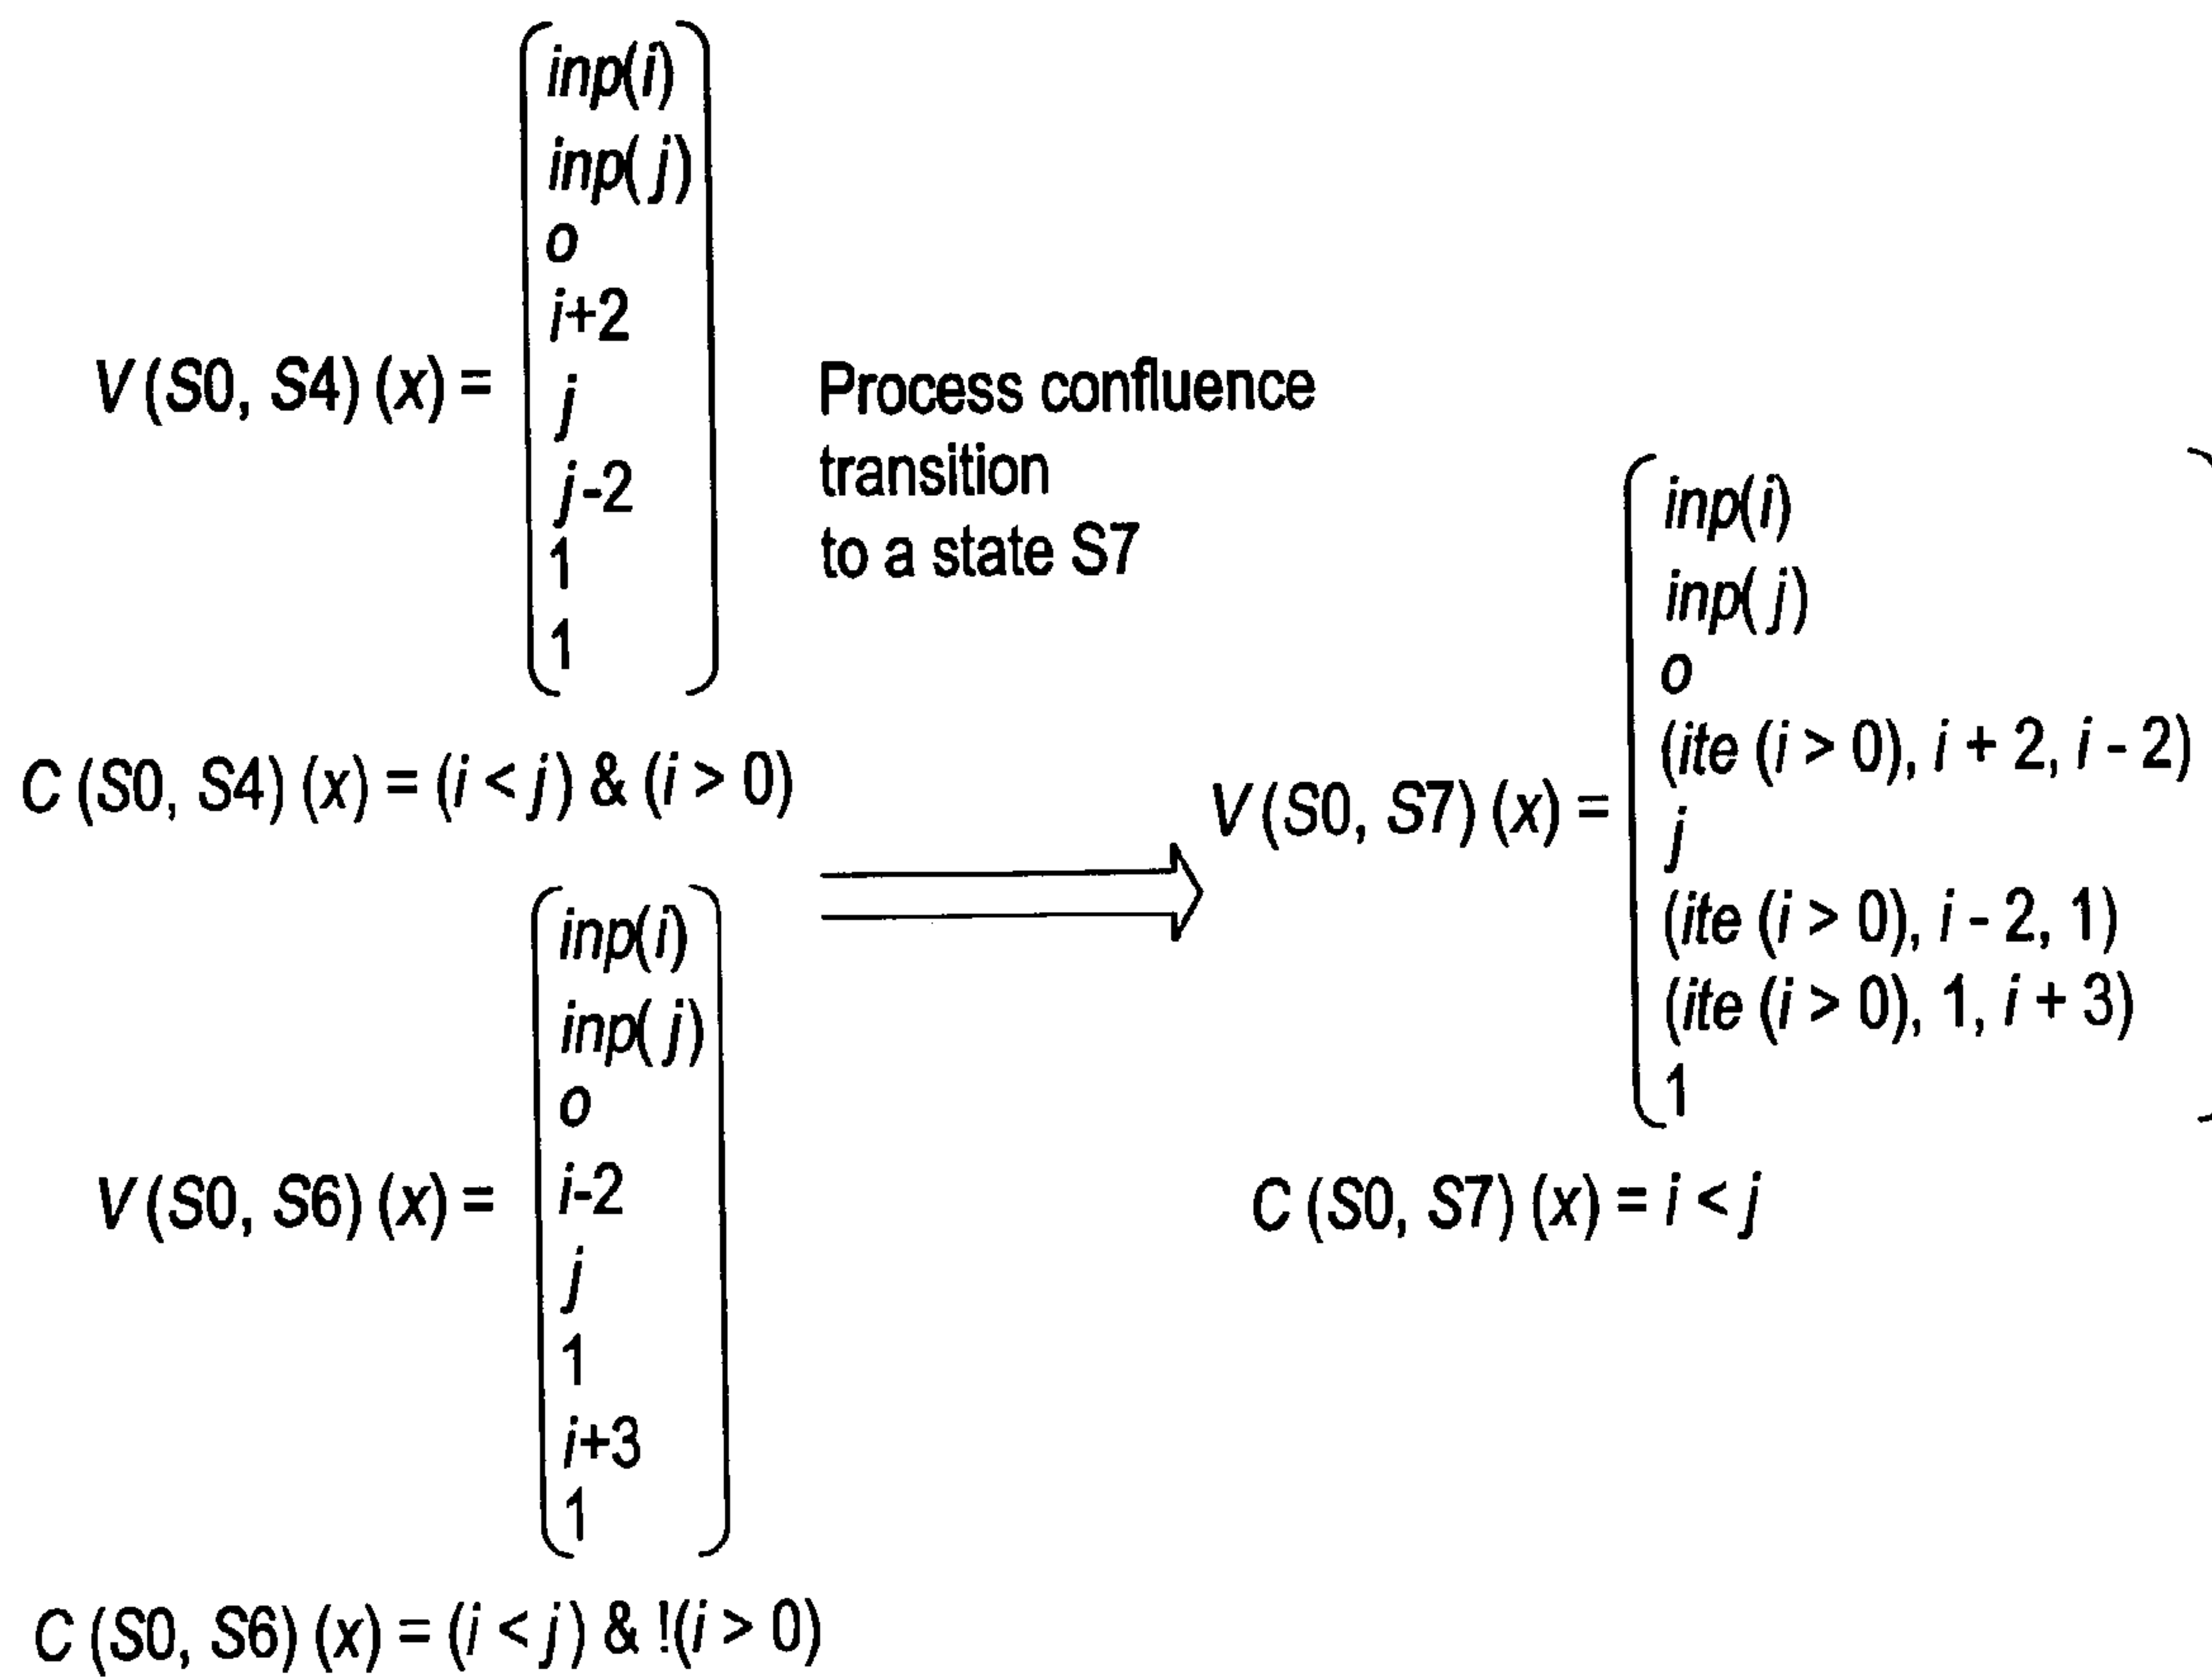 V (S0, S4) (x) =
inp(i)
inp(j)
o
i+2
j
j-2
1
1
C (S0, S4) (x) = (i < j) & (i > 0)
V (S0, S6) (x) =
inp(i)
inp(j)
o
i-2
j
1
i+3
1
C (S0, S6) (x) = (i < j) & !(i > 0)
Process confluence
transition
to a state S7
V (S0, S7) (x) =
inp(i)
inp(j)
o
(ite (i > 0), i + 2, i - 2)
j
(ite (i > 0), i - 2, 1)
(ite (i > 0), 1, i + 3)
1
C (S0, S7) (x) = i < j